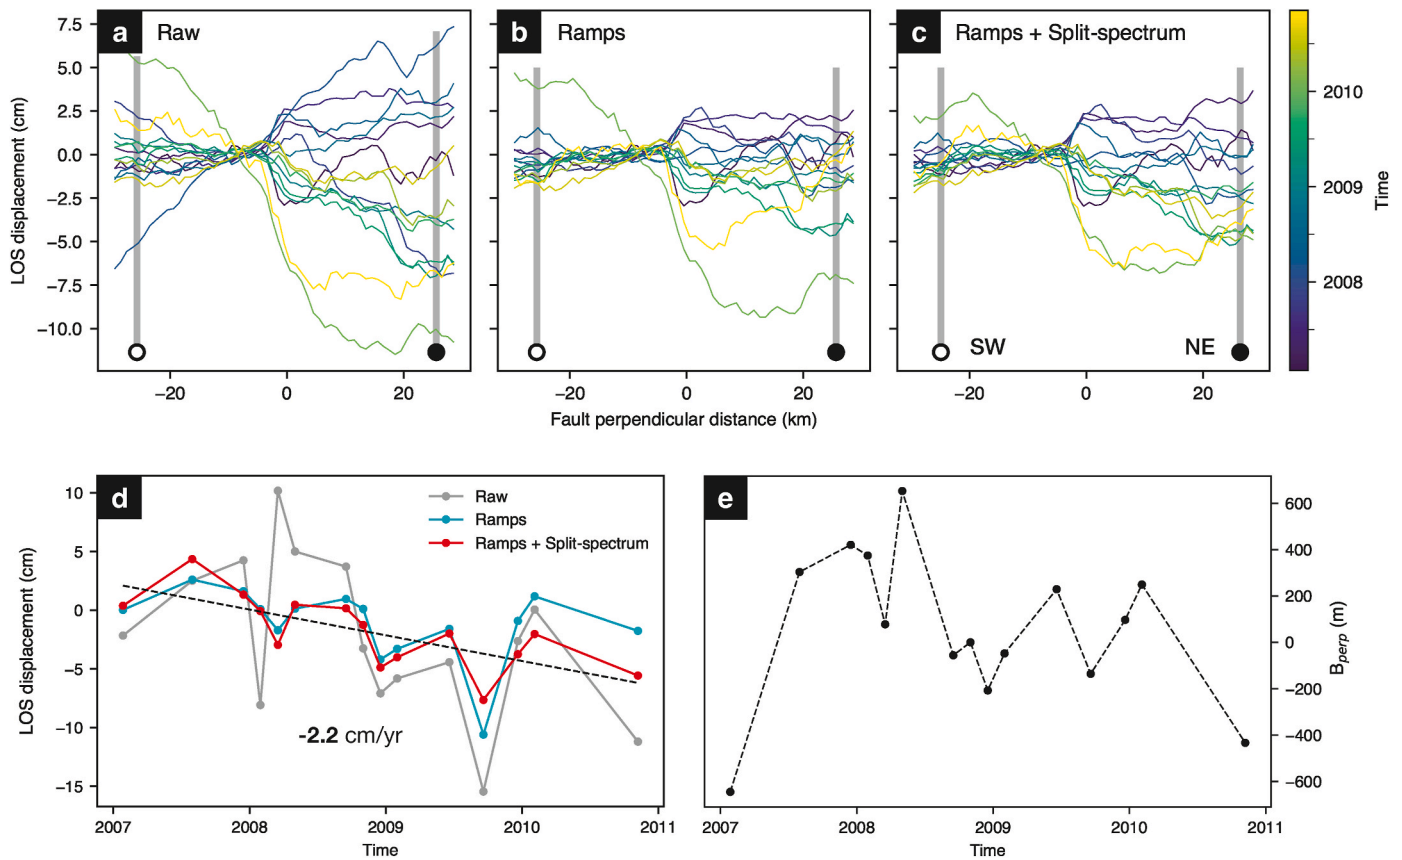 a Raw
b Ramps
c Ramps + Split-spectrum
7.5
5.0
2.5
0.0
−2.5
−5.0
−7.5
−10.0
LOS displacement (cm)
SW NE
−20 0 20
−20 0 20
−20 0 20
Fault perpendicular distance (km)
2010
2009
2008
Time
d
Raw
Ramps
Ramps + Split-spectrum
10
5
0
−5
−10
−15
LOS displacement (cm)
-2.2 cm/yr
2007 2008 2009 2010 2011
Time
e
600
400
200
0
−200
−400
−600
Bperp (m)
2007 2008 2009 2010 2011
Time